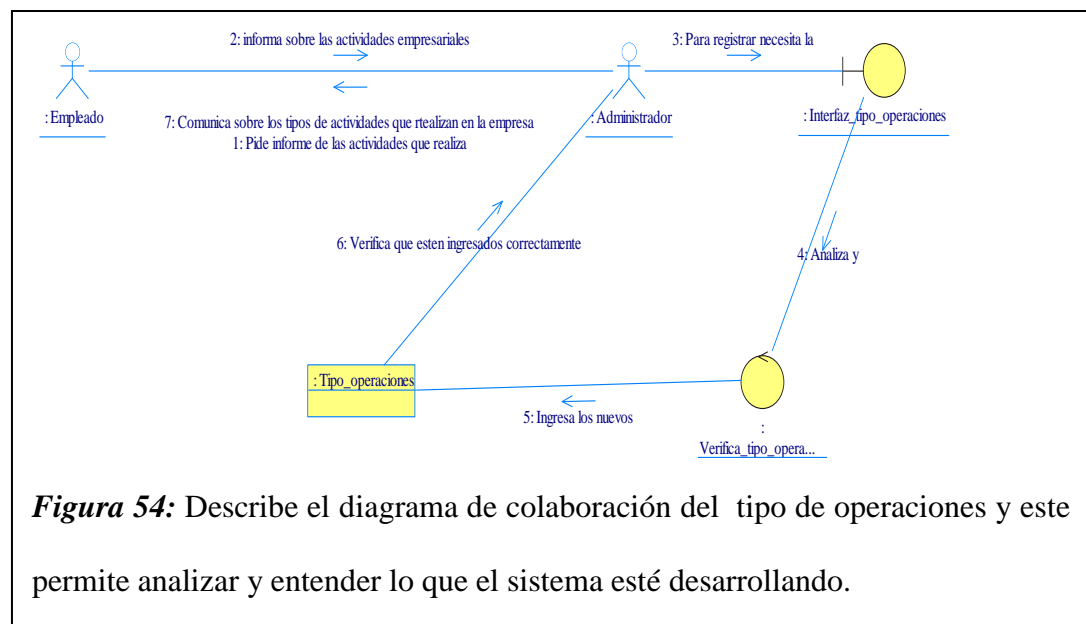 2: informa sobre las actividades empresariales
3: Para registrar necesita la
: Empleado
: Administrador
: Interfaz_tipo_operaciones
7: Comunica sobre los tipos de actividades que rtealizan en la empresa
1: Pide informe de las actividades que realiza
6: Verifica que esten ingresados correctamente
4: Analiza y
: Tipo_operaciones
5: Ingresa los nuevos
:
Verifica_tipo_opera...
Figura 54: Describe el diagrama de colaboración del tipo de operaciones y este
permite analizar y entender lo que el sistema esté desarrollando.